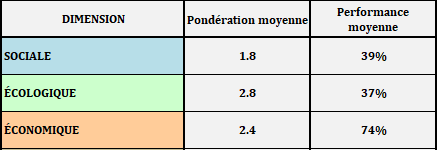 DIMENSION Pondération moyenne Performance moyenne
SOCIALE 1.8 39%
ÉCOLOGIQUE 2.8 37%
ÉCONOMIQUE 2.4 74%